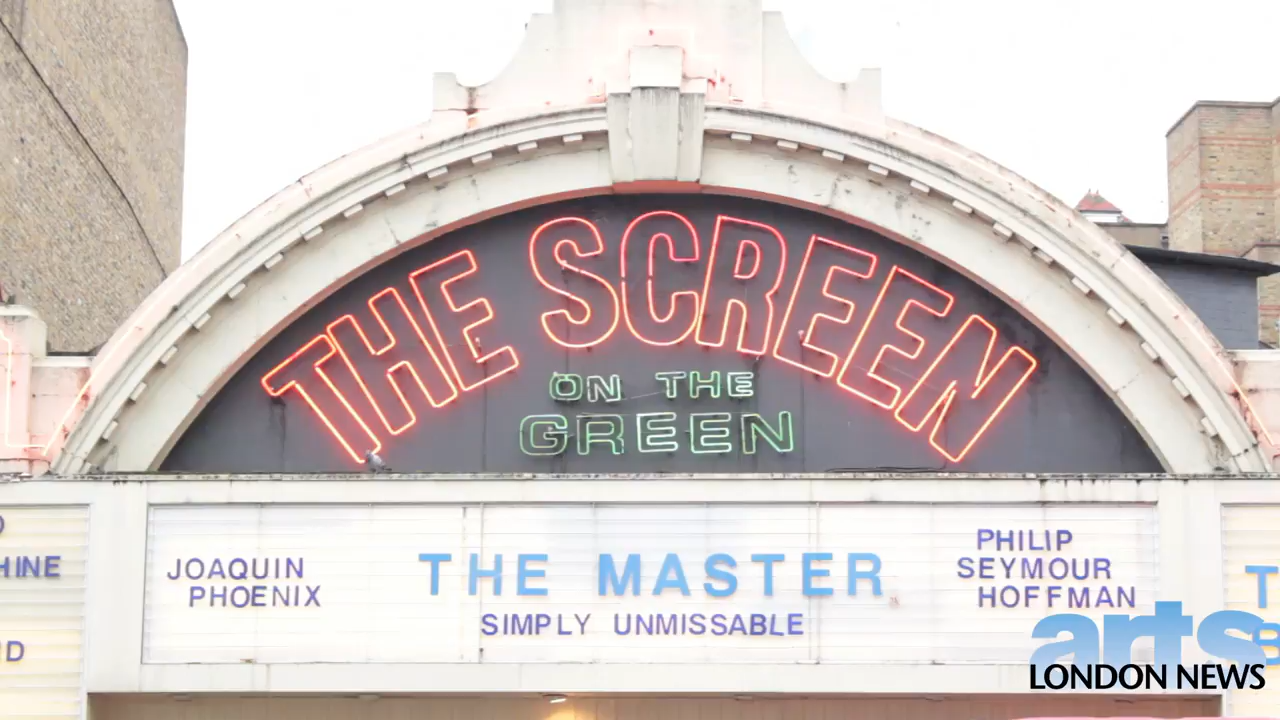 THE SCREEN
ON THE
GREEN
JOAQUIN
PHOENIX
THE MASTER
SIMPLY UNMISSABLE
PHILIP
SEYMOUR
HOFFMAN
arts
LONDON NEWS